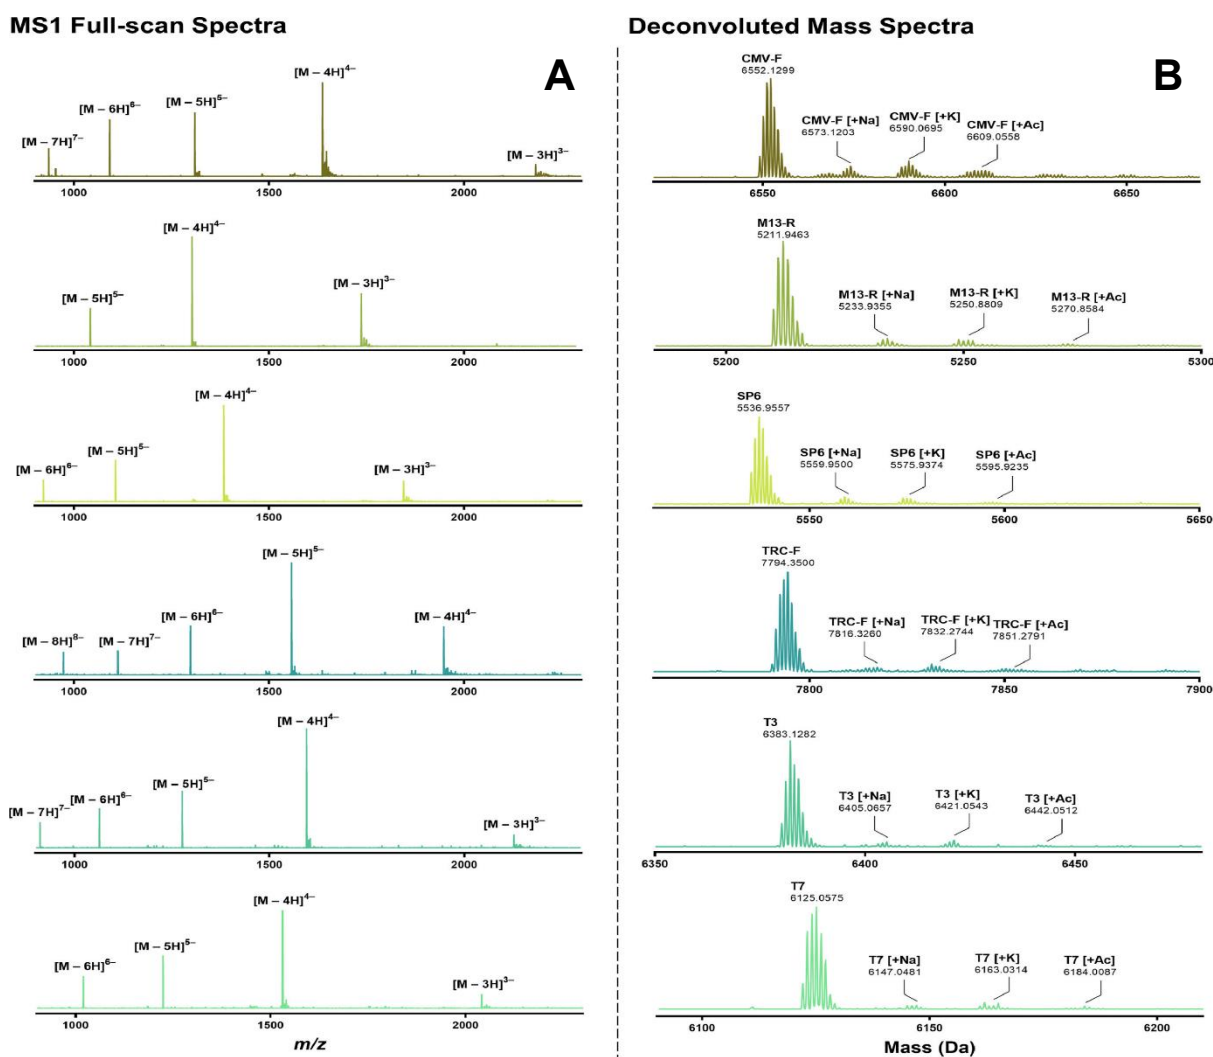 MS1 Full-scan Spectra
A
[M – 7H]⁷⁻
[M – 6H]⁶⁻
[M – 5H]⁵⁻
[M – 4H]⁴⁻
[M – 3H]³⁻
1000 1500 2000
[M – 5H]⁵⁻
[M – 4H]⁴⁻
[M – 3H]³⁻
1000 1500 2000
[M – 6H]⁶⁻
[M – 5H]⁵⁻
[M – 4H]⁴⁻
[M – 3H]³⁻
1000 1500 2000
[M – 8H]⁸⁻
[M – 7H]⁷⁻
[M – 6H]⁶⁻
[M – 5H]⁵⁻
[M – 4H]⁴⁻
1000 1500 2000
[M – 7H]⁷⁻
[M – 6H]⁶⁻
[M – 5H]⁵⁻
[M – 4H]⁴⁻
[M – 3H]³⁻
1000 1500 2000
[M – 6H]⁶⁻
[M – 5H]⁵⁻
[M – 4H]⁴⁻
[M – 3H]³⁻
1000 1500 2000
m/z
Deconvoluted Mass Spectra
B
CMV-F
6552.1299
CMV-F [+Na]
6573.1203
CMV-F [+K]
6590.0695
CMV-F [+Ac]
6609.0558
6550 6600 6650
M13-R
5211.9463
M13-R [+Na]
5233.9355
M13-R [+K]
5250.8809
M13-R [+Ac]
5270.8584
5200 5250 5300
SP6
5536.9557
SP6 [+Na]
5559.9500
SP6 [+K]
5575.9374
SP6 [+Ac]
5595.9235
5550 5600 5650
TRC-F
7794.3500
TRC-F [+Na]
7816.3260
TRC-F [+K]
7832.2744
TRC-F [+Ac]
7851.2791
7800 7850 7900
T3
6383.1282
T3 [+Na]
6405.0657
T3 [+K]
6421.0543
T3 [+Ac]
6442.0512
6350 6400 6450
T7
6125.0575
T7 [+Na]
6147.0481
T7 [+K]
6163.0314
T7 [+Ac]
6184.0087
6100 6150 6200
Mass (Da)